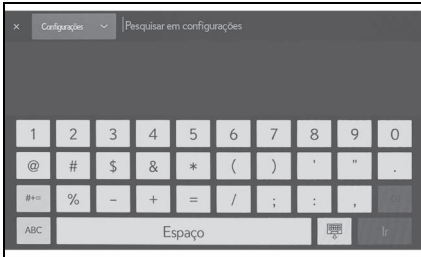 × Configurações Pesquisar em configurações
1 2 3 4 5 6 7 8 9 0
@ # $ & * ( ) ' " .
#+= % - + = / ; : ,
ABC Espaço Ir